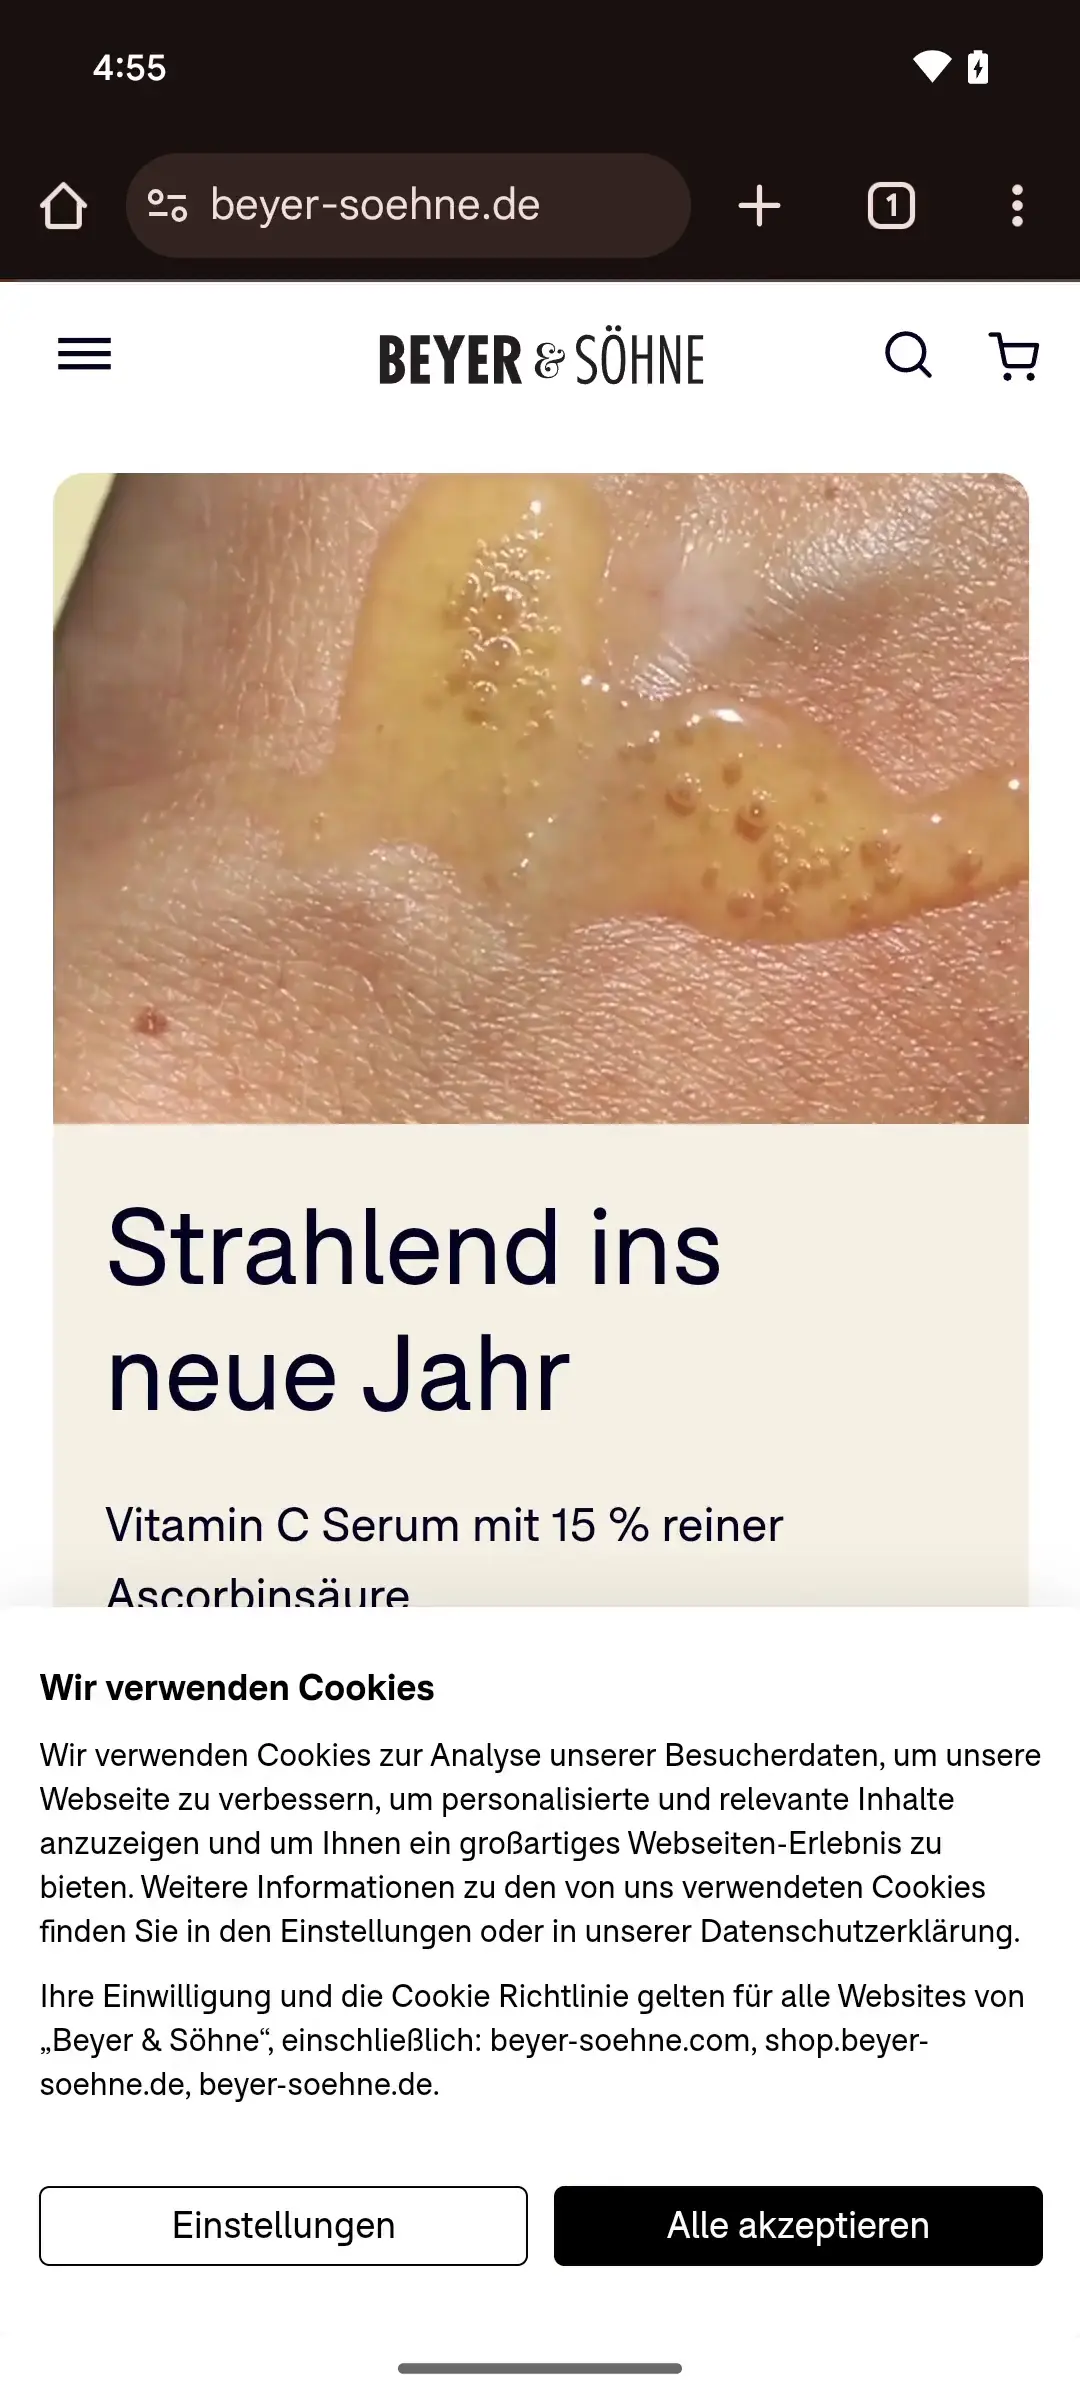 4:55
beyer-soehne.de
1
BEYER & SÖHNE
Strahlend ins
neue Jahr
Vitamin C Serum mit 15 % reiner
Ascorbinsäure
Wir verwenden Cookies
Wir verwenden Cookies zur Analyse unserer Besucherdaten, um unsere
Webseite zu verbessern, um personalisierte und relevante Inhalte
anzuzeigen und um Ihnen ein großartiges Webseiten-Erlebnis zu
bieten. Weitere Informationen zu den von uns verwendeten Cookies
finden Sie in den Einstellungen oder in unserer Datenschutzerklärung.
Ihre Einwilligung und die Cookie Richtlinie gelten für alle Websites von
„Beyer & Söhne“, einschließlich: beyer-soehne.com, shop.beyer-
soehne.de, beyer-soehne.de.
Einstellungen
Alle akzeptieren